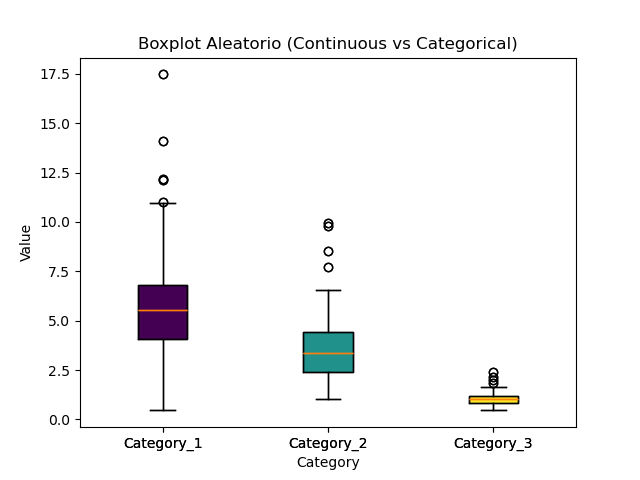 Boxplot Aleatorio (Continuous vs Categorical)
17.5
15.0
12.5
10.0
7.5
5.0
2.5
0.0
Value
Category_1 Category_2 Category_3
Category